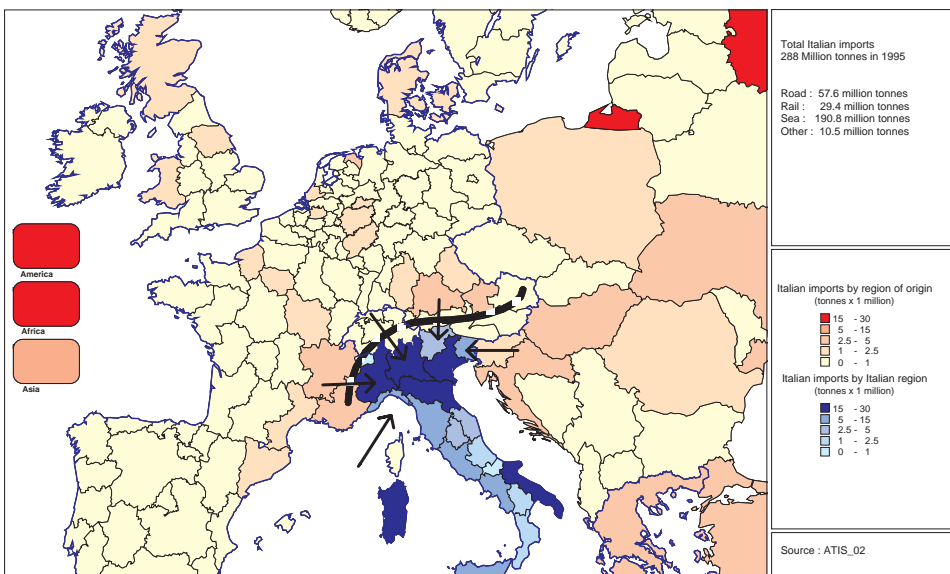 Total Italian imports
288 Million tonnes in 1995
Road : 57.6 million tonnes
Rail : 29.4 million tonnes
Sea : 190.8 million tonnes
Other : 10.5 million tonnes
America
Africa
Asia
Italian imports by region of origin
(tonnes x 1 million)
15 - 30
5 - 15
2.5 - 5
1 - 2.5
0 - 1
Italian imports by Italian region
(tonnes x 1 million)
15 - 30
5 - 15
2.5 - 5
1 - 2.5
0 - 1
Source : ATIS_02